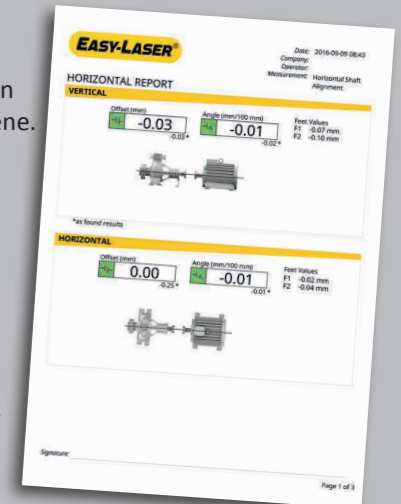 n
ene.
EASY-LASER®
Date: 2016-09-09 08:43
Company:
Operator:
Measurement: Horizontal Shaft
Alignment
HORIZONTAL REPORT
VERTICAL
Offset (mm)
-0.03
-0.03 *
Angle (mm/100 mm)
-0.01
-0.02 *
Feet Values
F1 -0.07 mm
F2 -0.10 mm
*as found results
HORIZONTAL
Offset (mm)
0.00
-0.25 *
Angle (mm/100 mm)
-0.01
-0.01 *
Feet Values
F1 -0.02 mm
F2 -0.04 mm
Signature:
Page 1 of 3